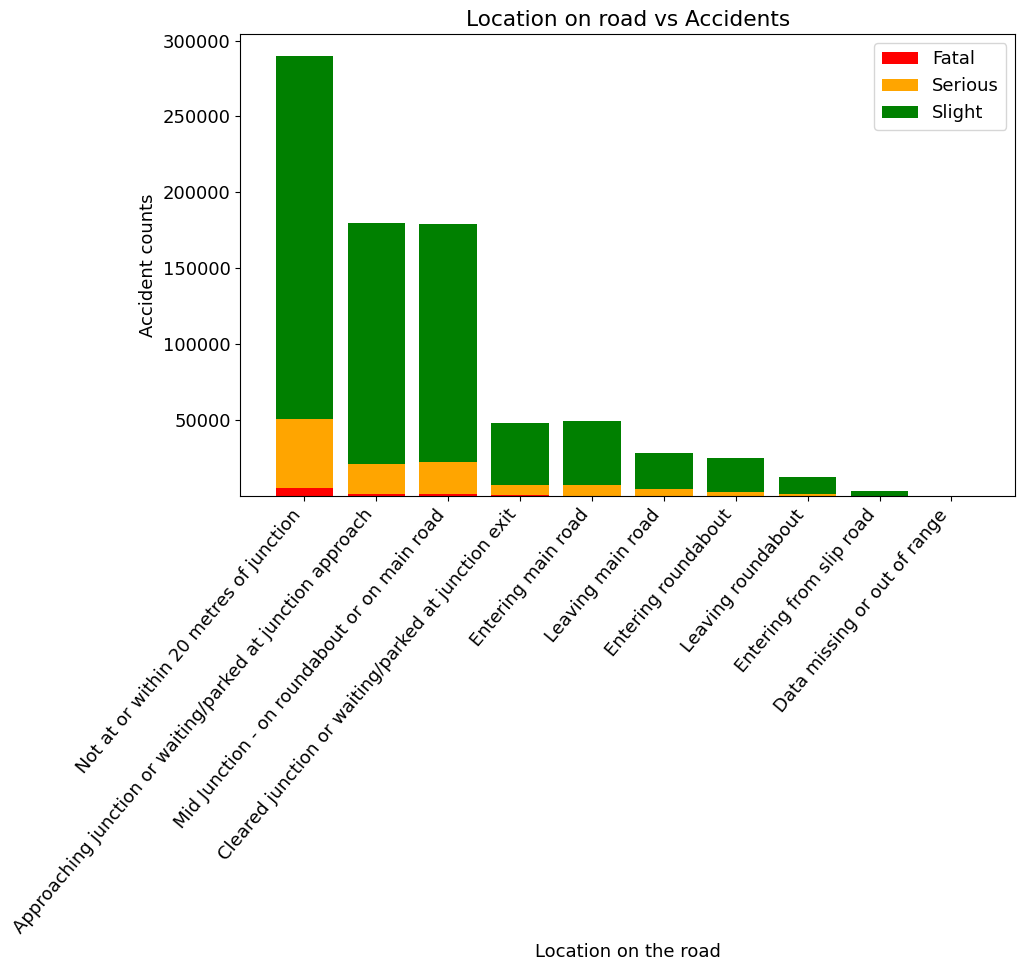 Location on road vs Accidents
Fatal
Serious
Slight
Accident counts
300000
250000
200000
150000
100000
50000
Not at or within 20 metres of junction
Approaching junction or waiting/parked at junction approach
Mid Junction - on roundabout or on main road
Cleared junction or waiting/parked at junction exit
Entering main road
Leaving main road
Entering roundabout
Leaving roundabout
Entering from slip road
Data missing or out of range
Location on the road